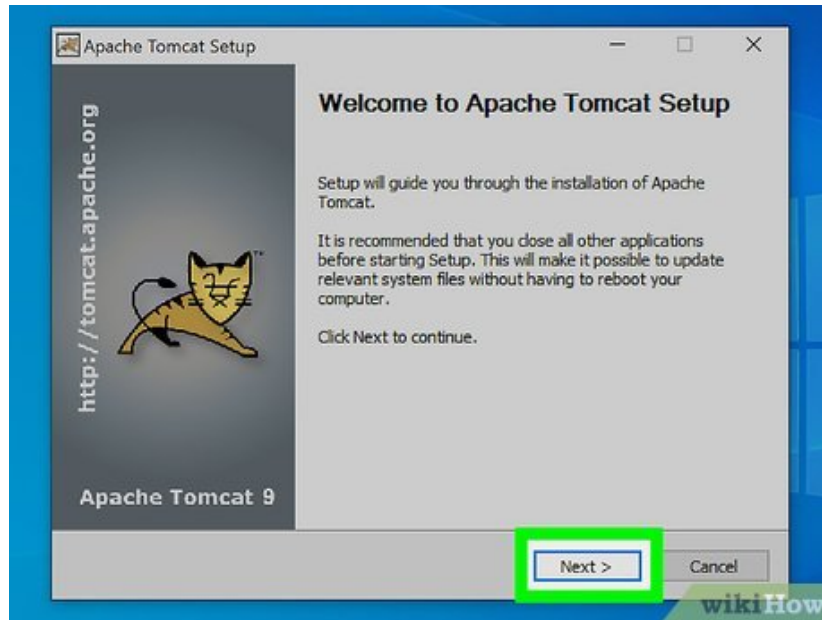 Apache Tomcat Setup
http://tomcat.apache.org
Apache Tomcat 9
Welcome to Apache Tomcat Setup
Setup will guide you through the installation of Apache
Tomcat.
It is recommended that you close all other applications
before starting Setup. This will make it possible to update
relevant system files without having to reboot your
computer.
Click Next to continue.
Next >
Cancel
wikiHow